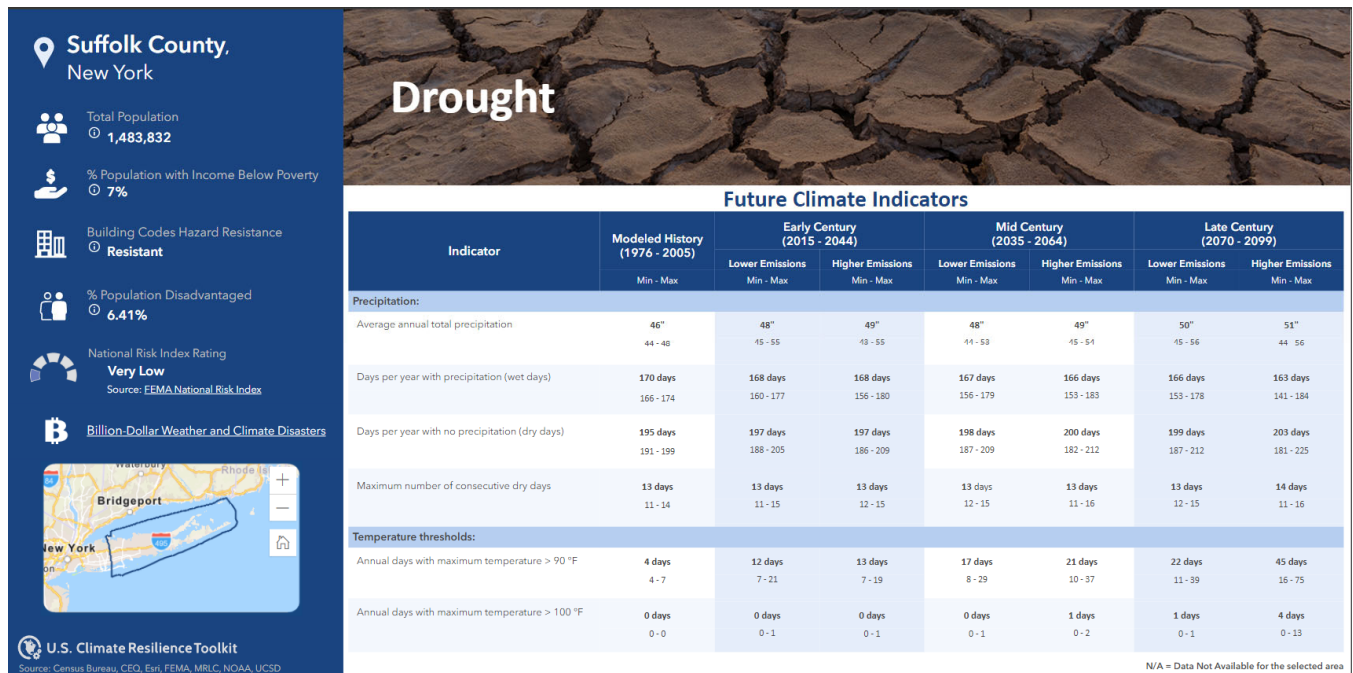 Suffolk County,
New York
Total Population
1,483,832
% Population with Income Below Poverty
7%
Building Codes Hazard Resistance
Resistant
% Population Disadvantaged
6.41%
National Risk Index Rating
Very Low
Source: FEMA National Risk Index
Billion-Dollar Weather and Climate Disasters
Waterbury
Rhode Is
84
Bridgeport
New York
495
+
−
U.S. Climate Resilience Toolkit
Source: Census Bureau, CEQ, Esri, FEMA, MRLC, NOAA, UCSD
Drought
Future Climate Indicators
Indicator
Modeled History
(1976 - 2005)
Early Century
(2015 - 2044)
Mid Century
(2035 - 2064)
Late Century
(2070 - 2099)
Lower Emissions Higher Emissions Lower Emissions Higher Emissions Lower Emissions Higher Emissions
Min - Max Min - Max Min - Max Min - Max Min - Max Min - Max Min - Max
Precipitation:
Average annual total precipitation 46" 48" 49" 48" 49" 50" 51"
44 - 48 45 - 55 43 - 55 44 - 53 45 - 54 45 - 56 44 56
Days per year with precipitation (wet days) 170 days 168 days 168 days 167 days 166 days 166 days 163 days
166 - 174 160 - 177 156 - 180 156 - 179 153 - 183 153 - 178 141 - 184
Days per year with no precipitation (dry days) 195 days 197 days 197 days 198 days 200 days 199 days 203 days
191 - 199 188 - 205 186 - 209 187 - 209 182 - 212 187 - 212 181 - 225
Maximum number of consecutive dry days 13 days 13 days 13 days 13 days 13 days 13 days 14 days
11 - 14 11 - 15 12 - 15 12 - 15 11 - 16 12 - 15 11 - 16
Temperature thresholds:
Annual days with maximum temperature > 90 °F 4 days 12 days 13 days 17 days 21 days 22 days 45 days
4 - 7 7 - 21 7 - 19 8 - 29 10 - 37 11 - 39 16 - 75
Annual days with maximum temperature > 100 °F 0 days 0 days 0 days 0 days 1 days 1 days 4 days
0 - 0 0 - 1 0 - 1 0 - 1 0 - 2 0 - 1 0 - 13
N/A = Data Not Available for the selected area